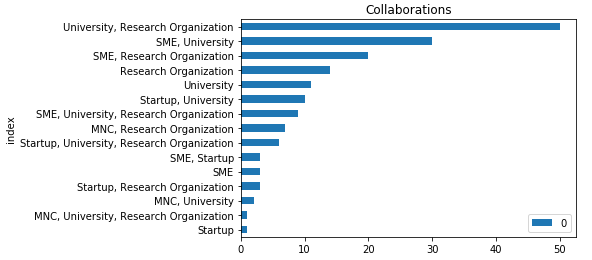 Collaborations
University, Research Organization
SME, University
SME, Research Organization
Research Organization
University
Startup, University
SME, University, Research Organization
MNC, Research Organization
Startup, University, Research Organization
SME, Startup
SME
Startup, Research Organization
MNC, University
MNC, University, Research Organization
Startup
index
0
0 10 20 30 40 50